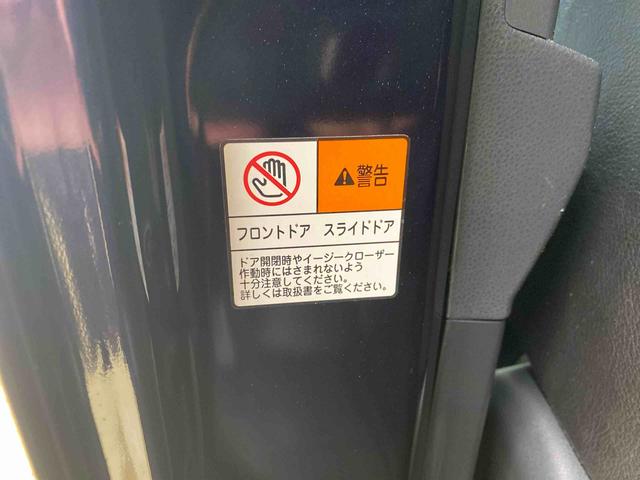 警告
フロントドア スライドドア
ドア開閉時やイージークローザー
作動時にはさまれないよう
十分注意してください。
詳しくは取扱書をご覧ください。